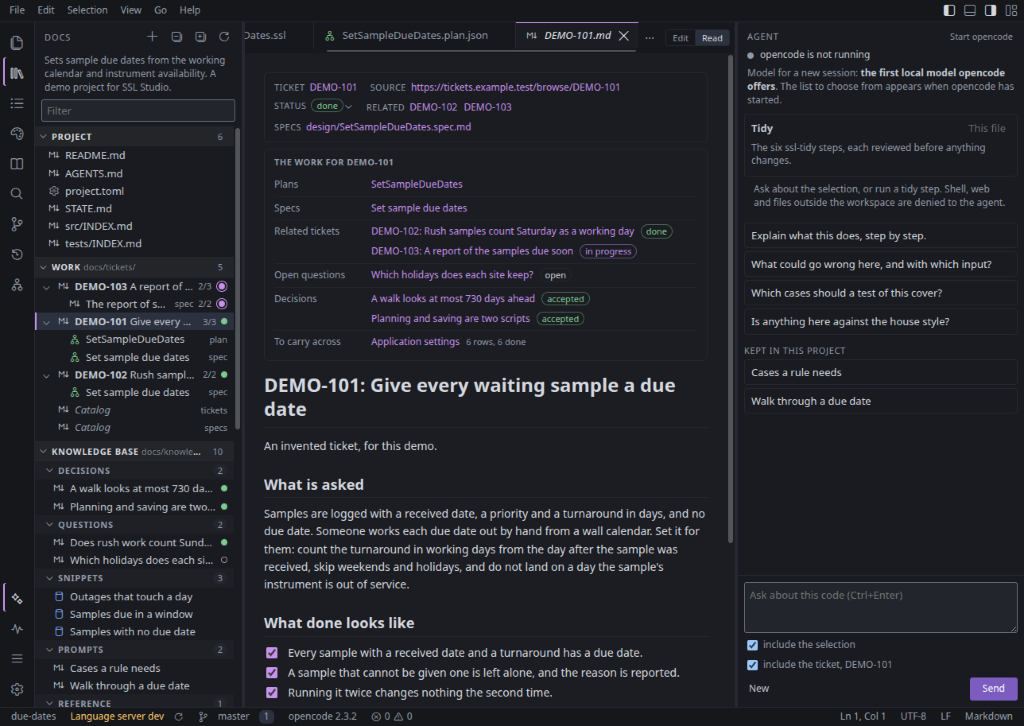 File Edit Selection View Go Help
DOCS
Sets sample due dates from the working
calendar and instrument availability. A
demo project for SSL Studio.
Filter
PROJECT 6
README.md
AGENTS.md
project.toml
STATE.md
src/INDEX.md
tests/INDEX.md
WORK docs/tickets/ 5
DEMO-103 A report of ... 2/3
The report of s... spec 2/2
DEMO-101 Give every ... 3/3
SetSampleDueDates plan
Set sample due dates spec
DEMO-102 Rush sampl... 2/2
Set sample due dates spec
Catalog tickets
Catalog specs
KNOWLEDGE BASE docs/knowle... 10
DECISIONS 2
A walk looks at most 730 da...
Planning and saving are two...
QUESTIONS 2
Does rush work count Sund...
Which holidays does each si...
SNIPPETS 3
Outages that touch a day
Samples due in a window
Samples with no due date
PROMPTS 2
Cases a rule needs
Walk through a due date
REFERENCE 1
Dates.ssl SetSampleDueDates.plan.json DEMO-101.md ... Edit Read
TICKET DEMO-101 SOURCE https://tickets.example.test/browse/DEMO-101
STATUS done RELATED DEMO-102 DEMO-103
SPECS design/SetSampleDueDates.spec.md
THE WORK FOR DEMO-101
Plans SetSampleDueDates
Specs Set sample due dates
Related tickets DEMO-102: Rush samples count Saturday as a working day done
DEMO-103: A report of the samples due soon in progress
Open questions Which holidays does each site keep? open
Decisions A walk looks at most 730 days ahead accepted
Planning and saving are two scripts accepted
To carry across Application settings 6 rows, 6 done
DEMO-101: Give every waiting sample a due
date
An invented ticket, for this demo.
What is asked
Samples are logged with a received date, a priority and a turnaround in days, and no
due date. Someone works each due date out by hand from a wall calendar. Set it for
them: count the turnaround in working days from the day after the sample was
received, skip weekends and holidays, and do not land on a day the sample's
instrument is out of service.
What done looks like
Every sample with a received date and a turnaround has a due date.
A sample that cannot be given one is left alone, and the reason is reported.
Running it twice changes nothing the second time.
AGENT Start opencode
opencode is not running
Model for a new session: the first local model opencode
offers. The list to choose from appears when opencode has
started.
Tidy This file
The six ssl-tidy steps, each reviewed before anything
changes.
Ask about the selection, or run a tidy step. Shell, web
and files outside the workspace are denied to the agent.
Explain what this does, step by step.
What could go wrong here, and with which input?
Which cases should a test of this cover?
Is anything here against the house style?
KEPT IN THIS PROJECT
Cases a rule needs
Walk through a due date
Ask about this code (Ctrl+Enter)
include the selection
include the ticket, DEMO-101
New Send
due-dates Language server dev master 1 opencode 2.3.2 0 0 Ln 1, Col 1 UTF-8 LF Markdown